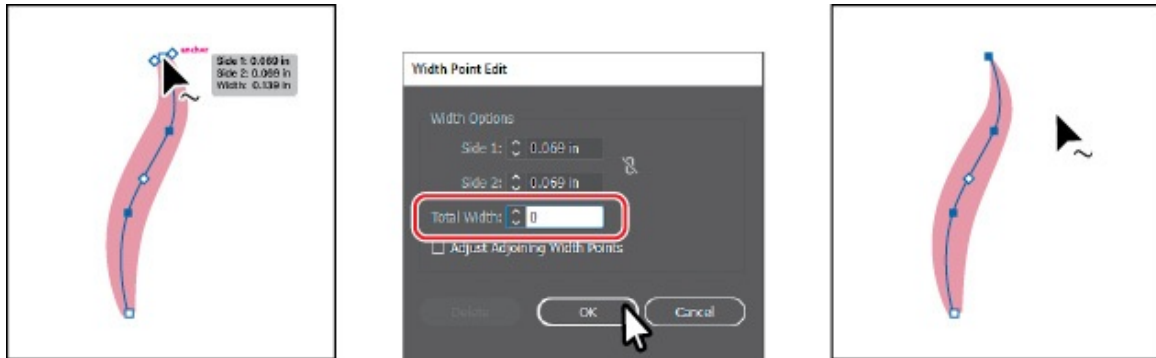 anchor
Side 1: 0.069 in
Side 2: 0.069 in
Width: 0.139 in
Width Point Edit
Width Options
Side 1: 0.069 in
Side 2: 0.069 in
Total Width: 0
Adjust Adjoining Width Points
Delete
OK
Cancel